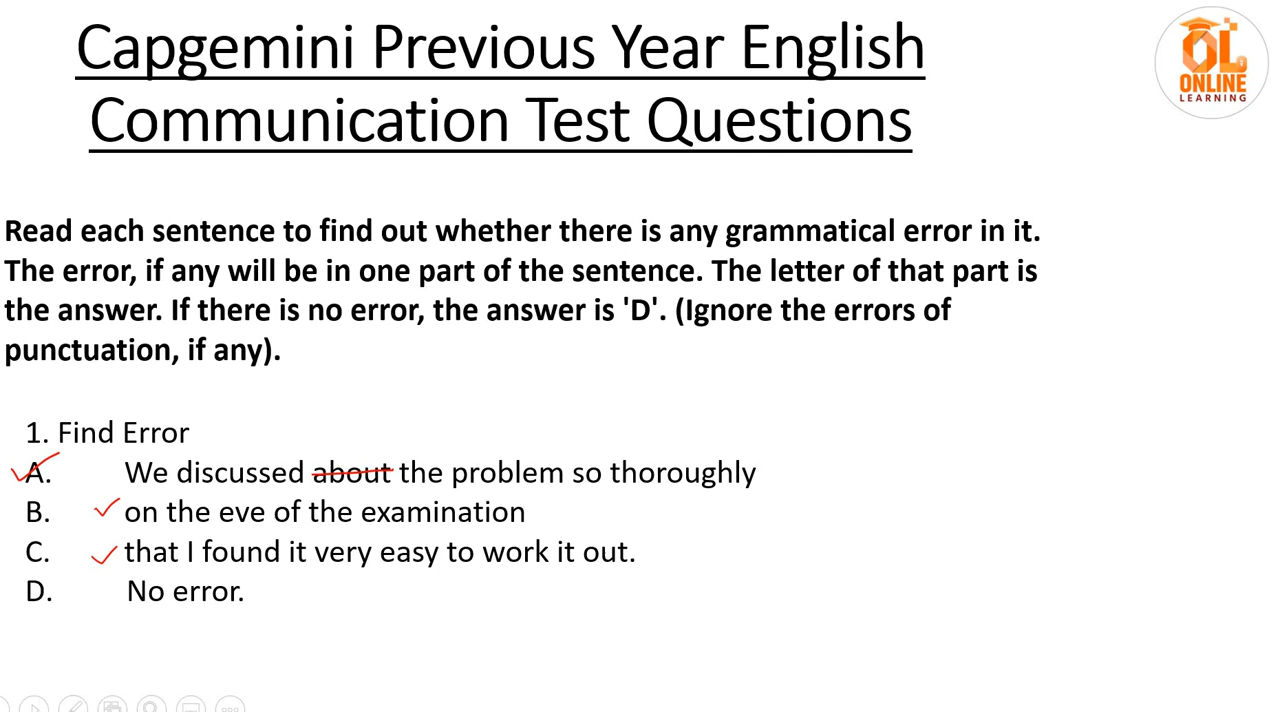 Capgemini Previous Year English
Communication Test Questions
OL
ONLINE
LEARNING
Read each sentence to find out whether there is any grammatical error in it.
The error, if any will be in one part of the sentence. The letter of that part is
the answer. If there is no error, the answer is 'D'. (Ignore the errors of
punctuation, if any).
1. Find Error
A. We discussed about the problem so thoroughly
B. on the eve of the examination
C. that I found it very easy to work it out.
D. No error.